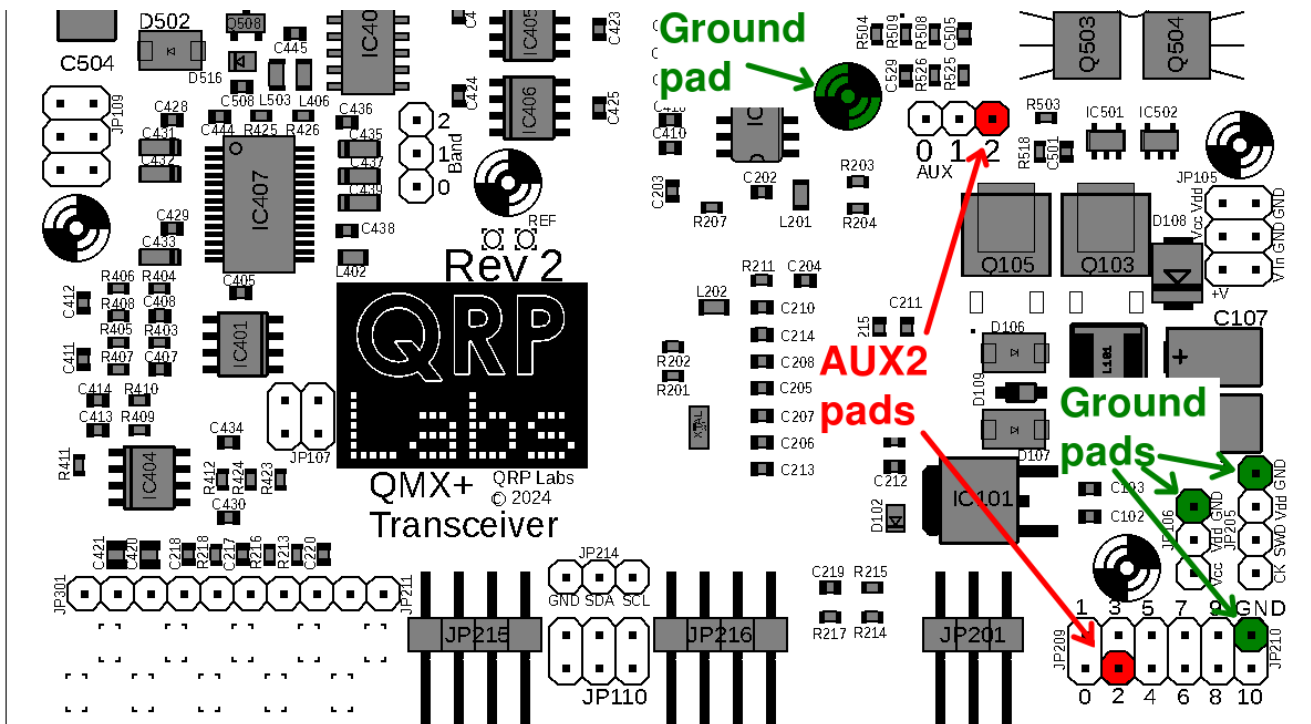 D502
Q508
C445
IC40
C4
IC405
C423
D516
C504
C508
L503
L406
C424
IC406
C425
JP109
C428
C431
C432
C444
R425
R426
C436
C435
C437
C439
C438
2
1
0
Band
IC407
C429
C433
REF
Rev 2
L402
Ground
pad
R504
R509
R508
C505
C529
R526
R525
Q503
Q504
C410
IC
0 1 2
AUX
R503
IC501
IC502
R518
C501
C203
C202
R203
R207
L201
R204
JP105
Vcc Vdd
GND
GND
V In
GND
+V
D108
Q105
Q103
C107
+
R406
R404
C405
C412
R408
C408
R405
R403
IC401
C411
R407
C407
C414
R410
C413
R409
R411
IC404
C434
R412
R424
R423
C430
JP107
QRP
Labs
QMX+
Transceiver
QRP Labs
© 2024
R211
C204
L202
C210
C211
215
C214
R202
C208
R201
C205
XTAL
C207
C206
C213
C212
D106
D109
L101
D107
AUX2
pads
Ground
pads
IC101
D102
C103
C102
JP106
GND
Vdd
Vcc
JP205
GND
Vdd
SWD
CK
C421
C420
C218
R218
C217
R216
R213
C220
JP301
JP211
JP214
GND SDA SCL
JP215
JP110
JP216
C219
R215
R217
R214
JP201
1 3 5 7 9 GND
JP209
JP210
0 2 4 6 8 10